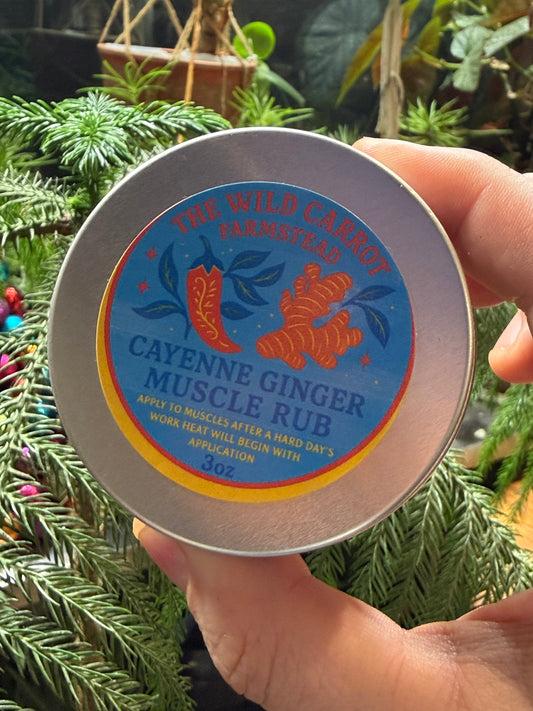 THE WILD CARROT
FARMSTEAD
CAYENNE GINGER
MUSCLE RUB
APPLY TO MUSCLES AFTER A HARD DAY'S
WORK HEAT WILL BEGIN WITH
APPLICATION
3oz